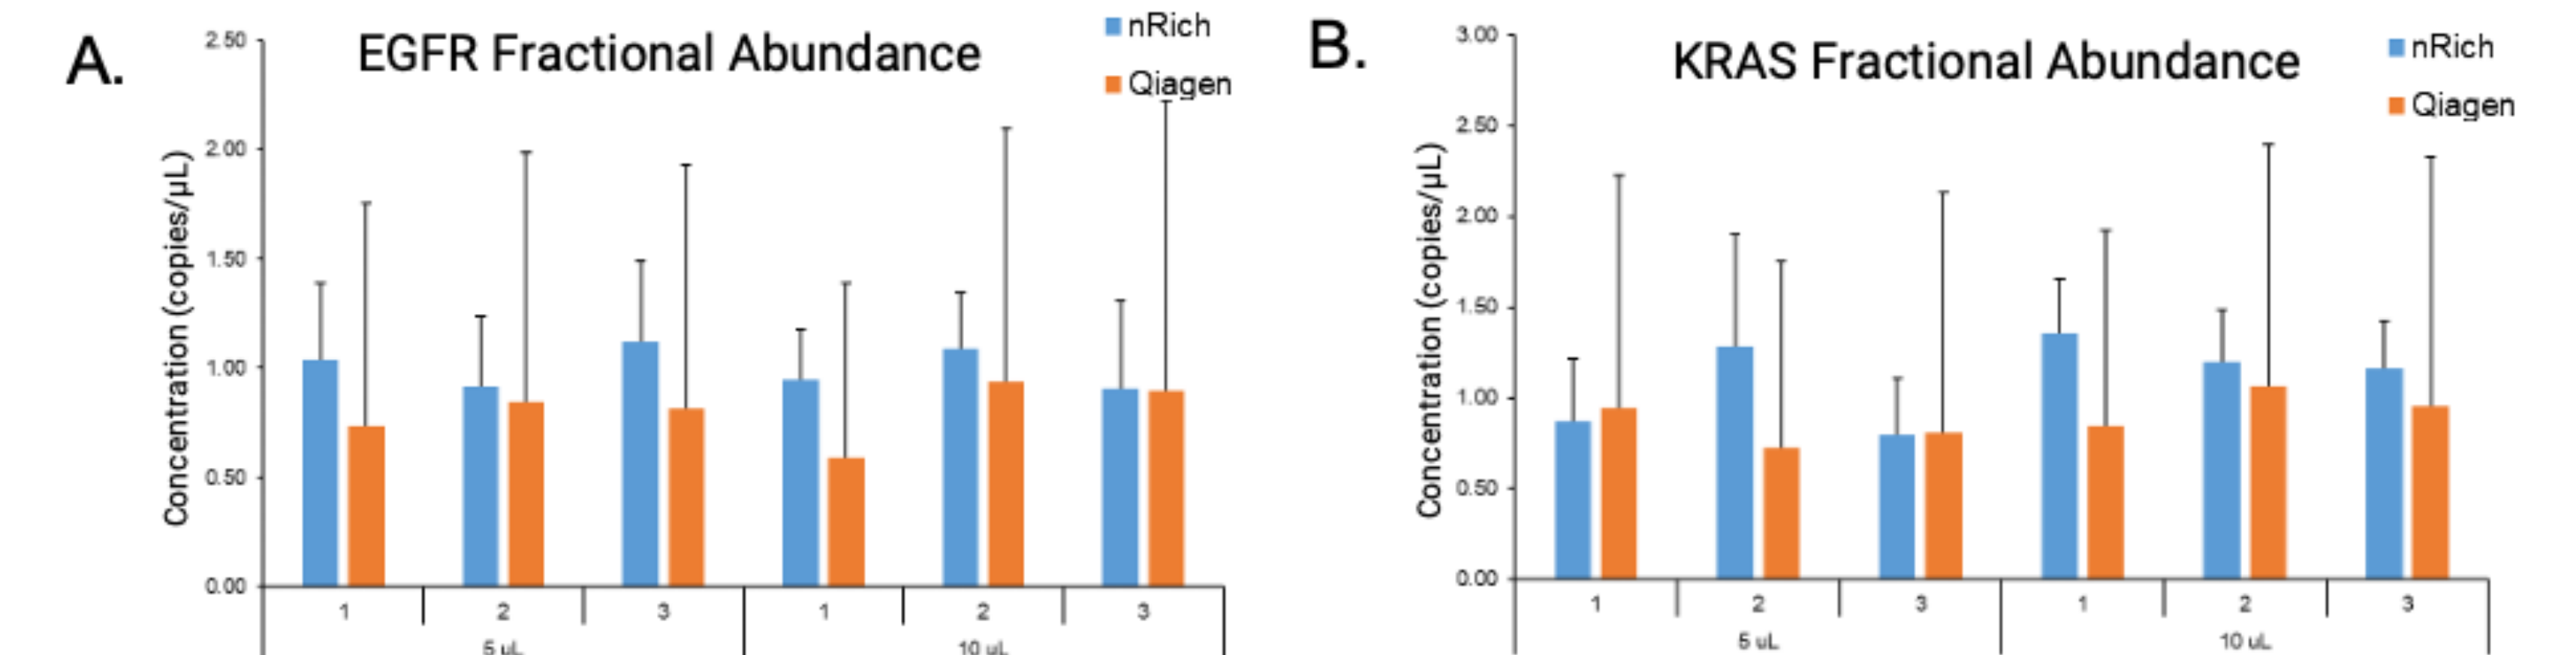 A.
EGFR Fractional Abundance
nRich
Qiagen
Concentration (copies/µL)
2.50
2.00
1.50
1.00
0.50
0.00
1 2 3 1 2 3
5 uL 10 uL
B.
KRAS Fractional Abundance
nRich
Qiagen
Concentration (copies/µL)
3.00
2.50
2.00
1.50
1.00
0.50
0.00
1 2 3 1 2 3
5 uL 10 uL